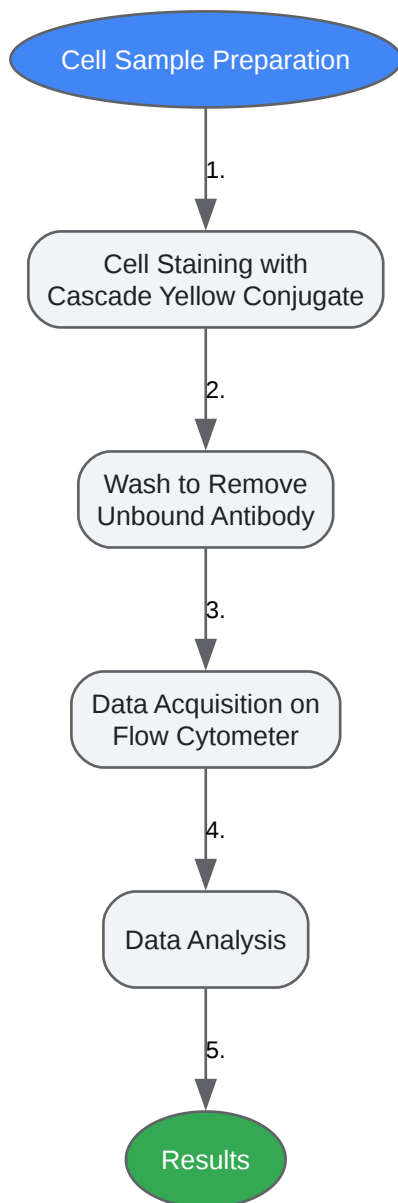 Cell Sample Preparation
1.
Cell Staining with
Cascade Yellow Conjugate
2.
Wash to Remove
Unbound Antibody
3.
Data Acquisition on
Flow Cytometer
4.
Data Analysis
5.
Results